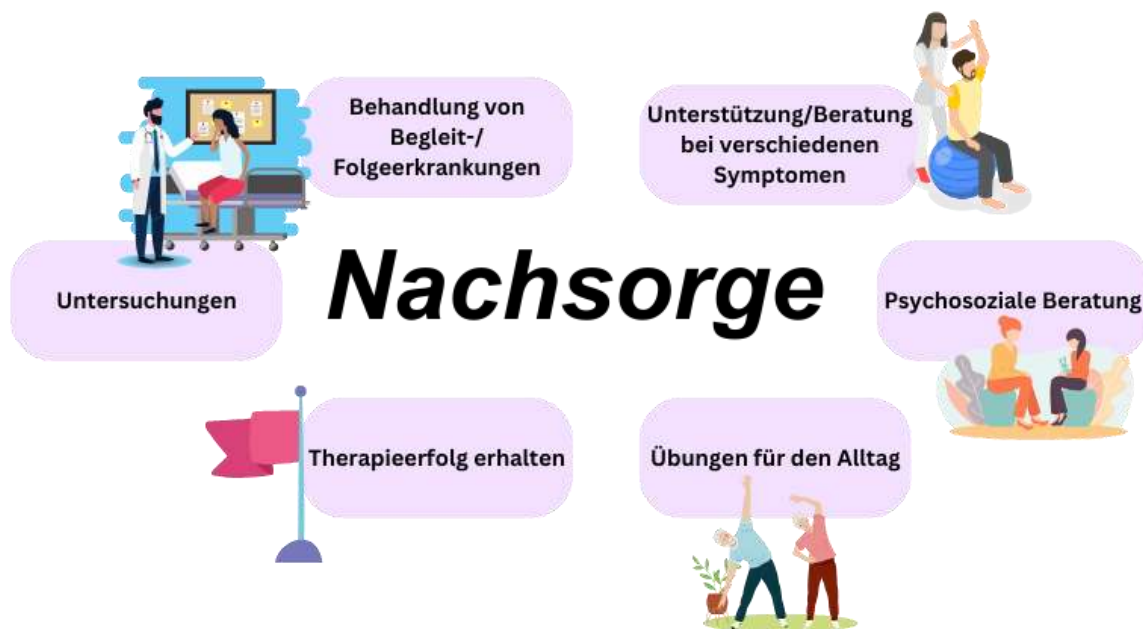 Behandlung von
Begleit-/
Folgeerkrankungen
Unterstützung/Beratung
bei verschiedenen
Symptomen
Untersuchungen
Nachsorge
Psychosoziale Beratung
Therapieerfolg erhalten
Übungen für den Alltag